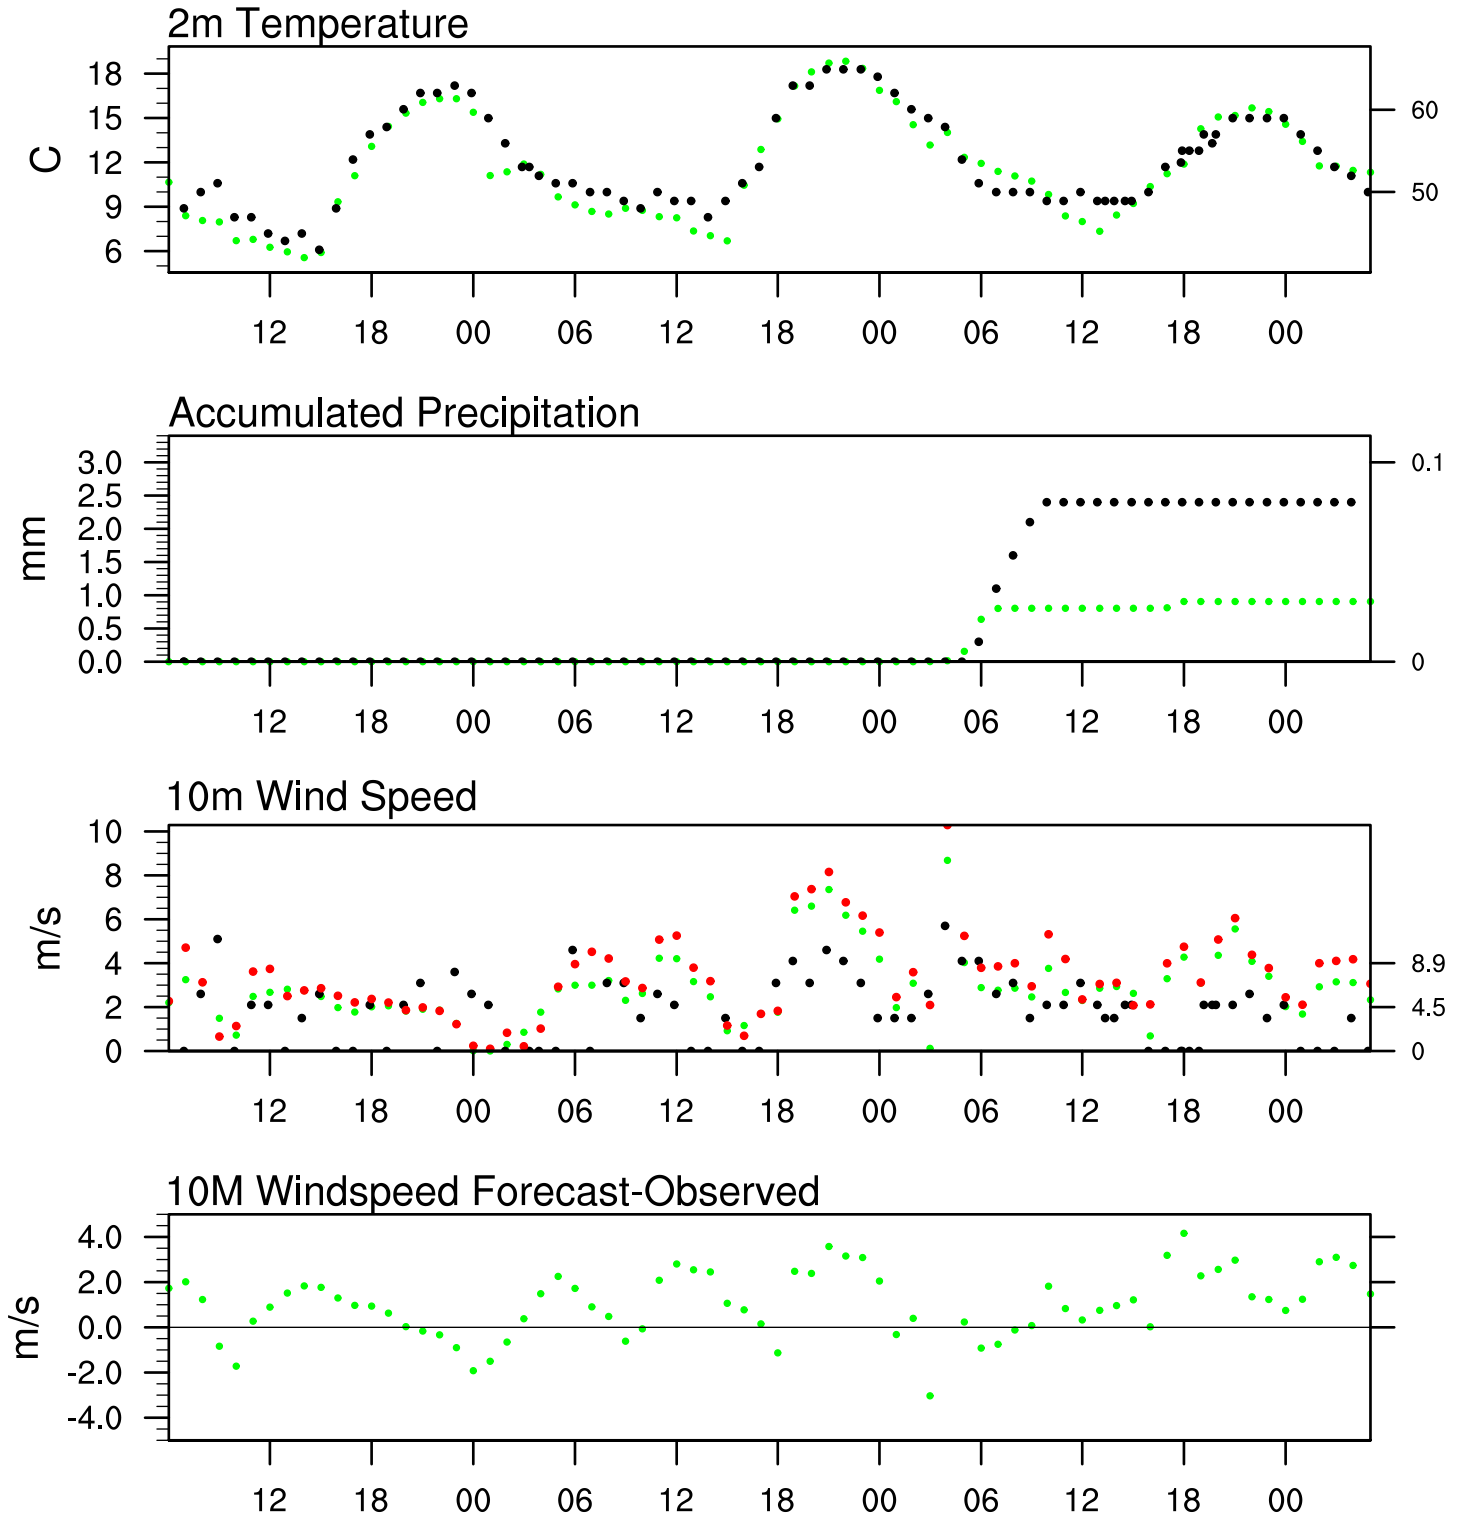 2m Temperature
18
15
12
9
6
C
60
50
12 18 00 06 12 18 00 06 12 18 00
Accumulated Precipitation
3.0
2.5
2.0
1.5
1.0
0.5
0.0
mm
0.1
0
12 18 00 06 12 18 00 06 12 18 00
10m Wind Speed
10
8
6
4
2
0
m/s
8.9
4.5
0
12 18 00 06 12 18 00 06 12 18 00
10M Windspeed Forecast-Observed
4.0
2.0
0.0
-2.0
-4.0
m/s
12 18 00 06 12 18 00 06 12 18 00